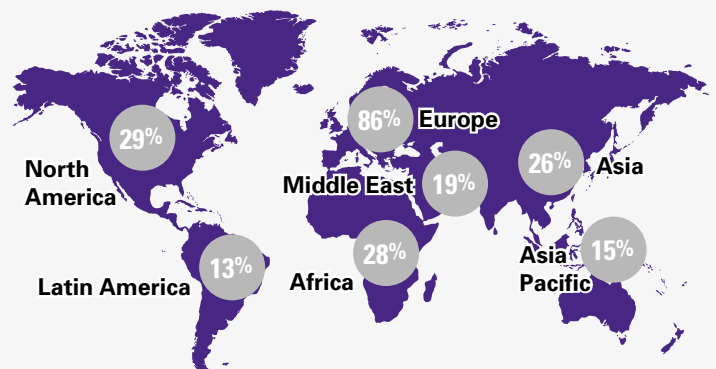 86%
Europe
29%
26%
Asia
North
America
Middle East
19%
28%
Africa
13%
Latin America
15%
Asia
Pacific